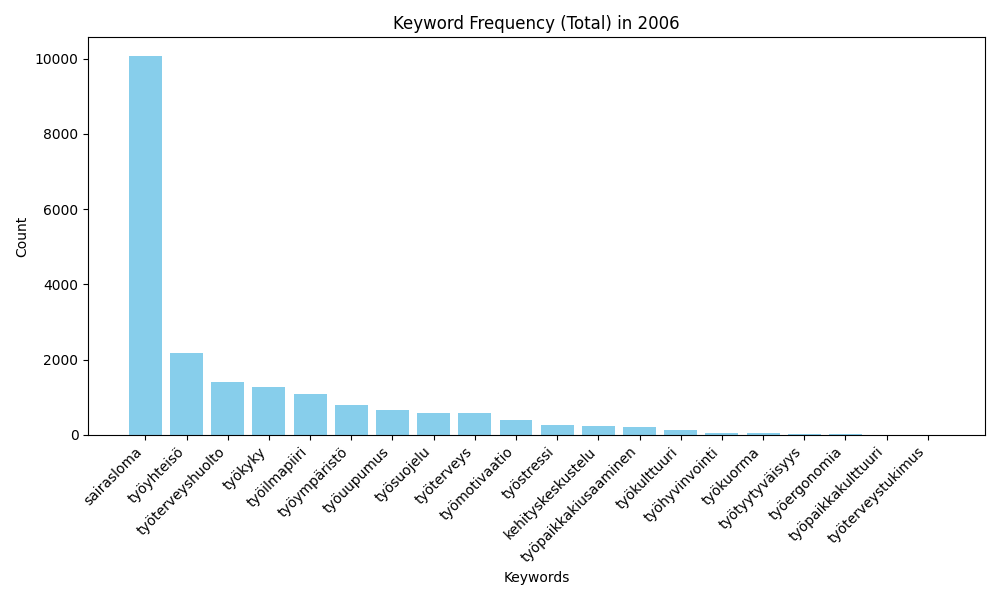 Keyword Frequency (Total) in 2006
Count
10000
8000
6000
4000
2000
0
sairasloma
työyhteisö
työterveyshuolto
työkyky
työilmapiiri
työympäristö
työuupumus
työsuojelu
työterveys
työmotivaatio
työstressi
kehityskeskustelu
työpaikkakiusaaminen
työkulttuuri
työhyvinvointi
työkuorma
työtyytyväisyys
työergonomia
työpaikkakulttuuri
työterveystukimus
Keywords